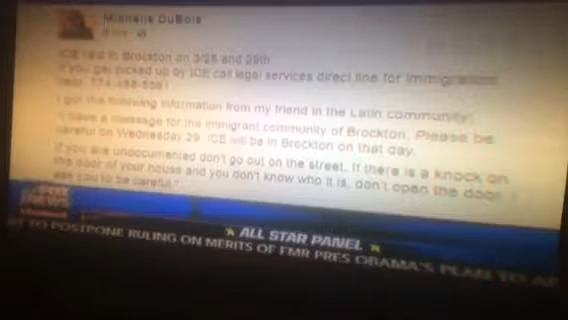 Michelle DuBois
ICE raid in Brockton on 3/28 and 29th
If you get picked up by ICE call legal services direct line for immigration
I got the following information from my friend in the Latin community.
"I have a message for the immigrant community of Brockton. Please be
careful on Wednesday 29. ICE will be in Brockton on that day.
If you are undocumented don't go out on the street. If there is a knock on
the door of your house and you don't know who it is, don't open the door. I
ask you to be careful."
FOX
NEWS
ALL STAR PANEL
TO POSTPONE RULING ON MERITS OF FMR PRES OBAMA'S PLAN TO